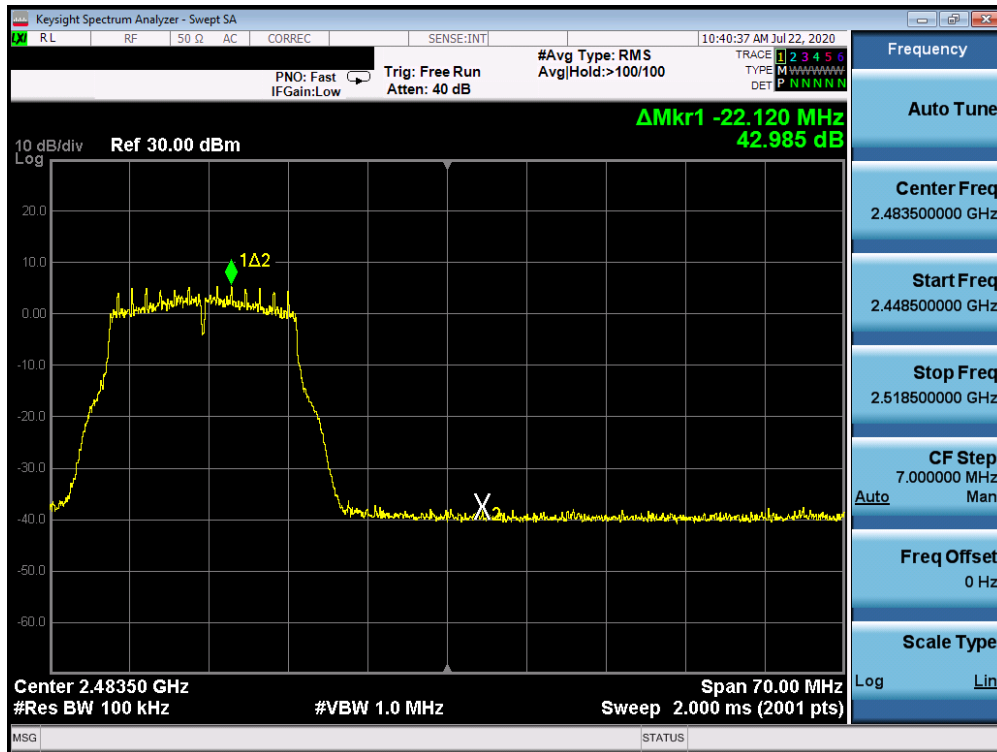 Keysight Spectrum Analyzer - Swept SA
LXI RL RF 50 Ω AC CORREC SENSE:INT 10:40:37 AM Jul 22, 2020
#Avg Type: RMS
Avg|Hold:>100/100
TRACE 1 2 3 4 5 6
TYPE M W W W W W
DET P N N N N N
PNO: Fast
IFGain:Low
Trig: Free Run
Atten: 40 dB
ΔMkr1 -22.120 MHz
42.985 dB
10 dB/div
Log
Ref 30.00 dBm
20.0
10.0
0.00
-10.0
-20.0
-30.0
-40.0
-50.0
-60.0
1Δ2
X2
Center 2.48350 GHz
#Res BW 100 kHz
#VBW 1.0 MHz
Span 70.00 MHz
Sweep 2.000 ms (2001 pts)
MSG
STATUS
Frequency
Auto Tune
Center Freq
2.483500000 GHz
Start Freq
2.448500000 GHz
Stop Freq
2.518500000 GHz
CF Step
7.000000 MHz
Auto Man
Freq Offset
0 Hz
Scale Type
Log Lin